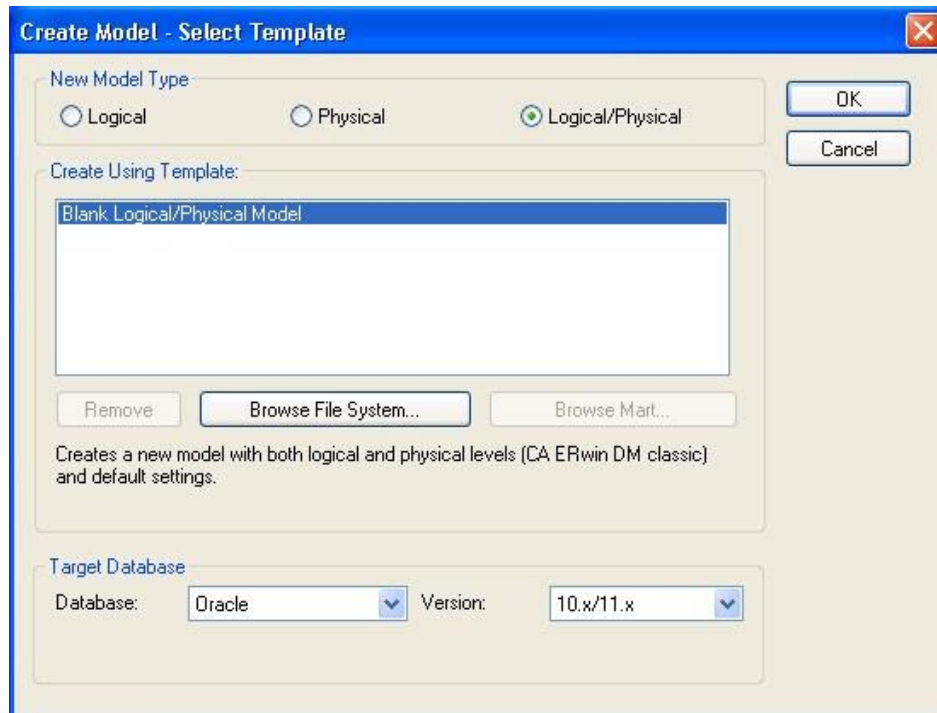 Create Model - Select Template
New Model Type
Logical
Physical
Logical/Physical
OK
Cancel
Create Using Template:
Blank Logical/Physical Model
Remove
Browse File System...
Browse Mart...
Creates a new model with both logical and physical levels (CA ERwin DM classic)
and default settings.
Target Database
Database:
Oracle
Version:
10.x/11.x